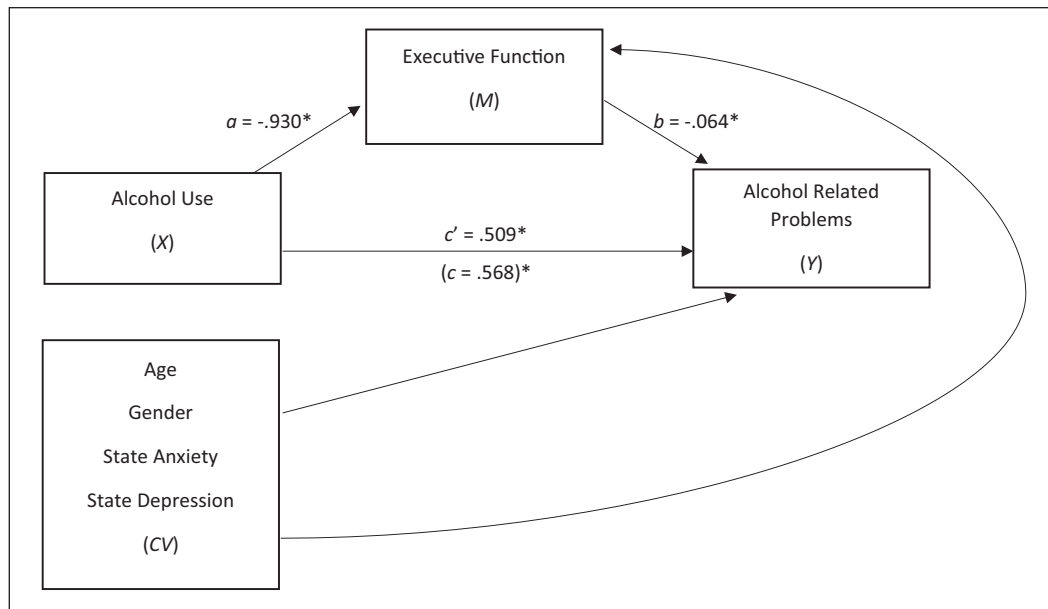 Executive Function
(M)
a = -.930*
b = -.064*
Alcohol Use
(X)
Alcohol Related
Problems
(Y)
c’ = .509*
(c = .568)*
Age
Gender
State Anxiety
State Depression
(CV)